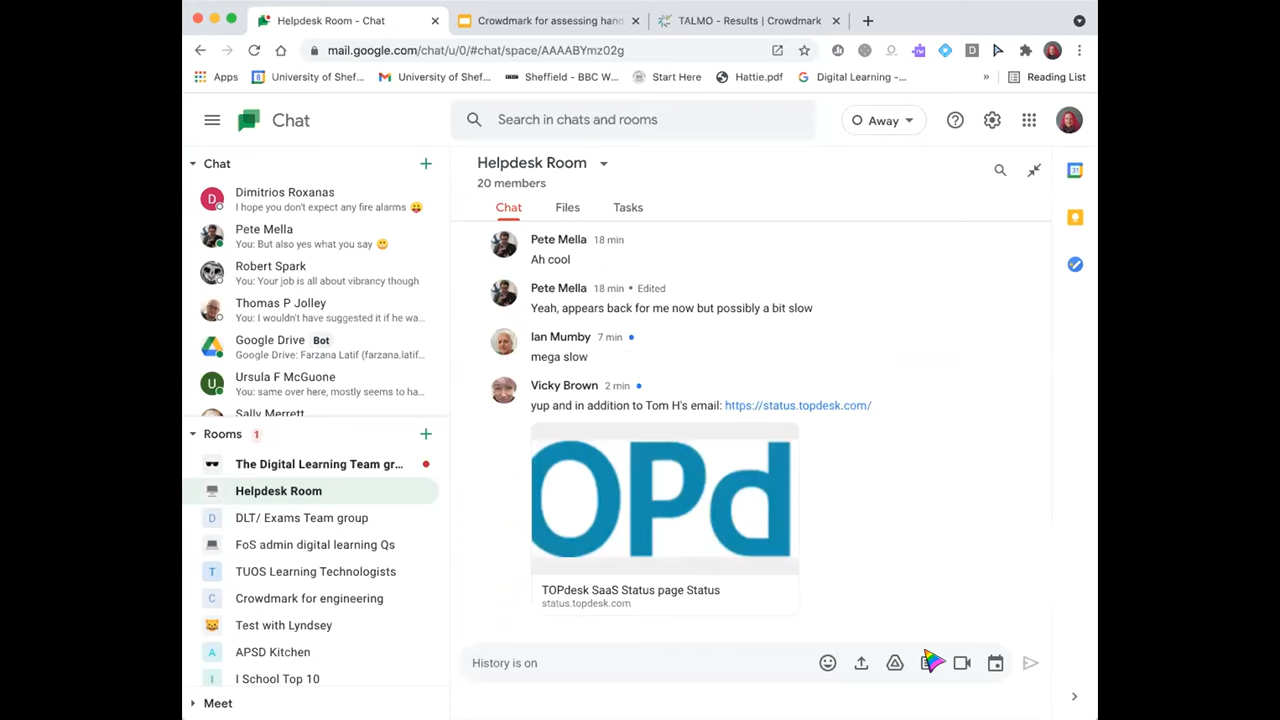 Helpdesk Room - Chat
Crowdmark for assessing hand
TALMO - Results | Crowdmark
mail.google.com/chat/u/0/#chat/space/AAAABYmz02g
Apps
University of Shef...
University of Shef...
Sheffield - BBC W...
Start Here
Hattie.pdf
Digital Learning -...
»
Reading List
Chat
Search in chats and rooms
Away
Chat
Dimitrios Roxanas
I hope you don't expect any fire alarms 😛
Pete Mella
You: But also yes what you say 😬
Robert Spark
You: Your job is all about vibrancy though
Thomas P Jolley
You: I wouldn't have suggested it if he wa...
Google Drive Bot
Google Drive: Farzana Latif (farzana.latif...
Ursula F McGuone
You: same over here, mostly seems to ha...
Sally Merrett
Rooms 1
The Digital Learning Team gr...
Helpdesk Room
D DLT/ Exams Team group
FoS admin digital learning Qs
T TUOS Learning Technologists
C Crowdmark for engineering
Test with Lyndsey
A APSD Kitchen
I I School Top 10
Meet
Helpdesk Room
20 members
Chat Files Tasks
Pete Mella 18 min
Ah cool
Pete Mella 18 min • Edited
Yeah, appears back for me now but possibly a bit slow
Ian Mumby 7 min
mega slow
Vicky Brown 2 min
yup and in addition to Tom H's email: https://status.topdesk.com/
OPd
TOPdesk SaaS Status page Status
status.topdesk.com
History is on
31